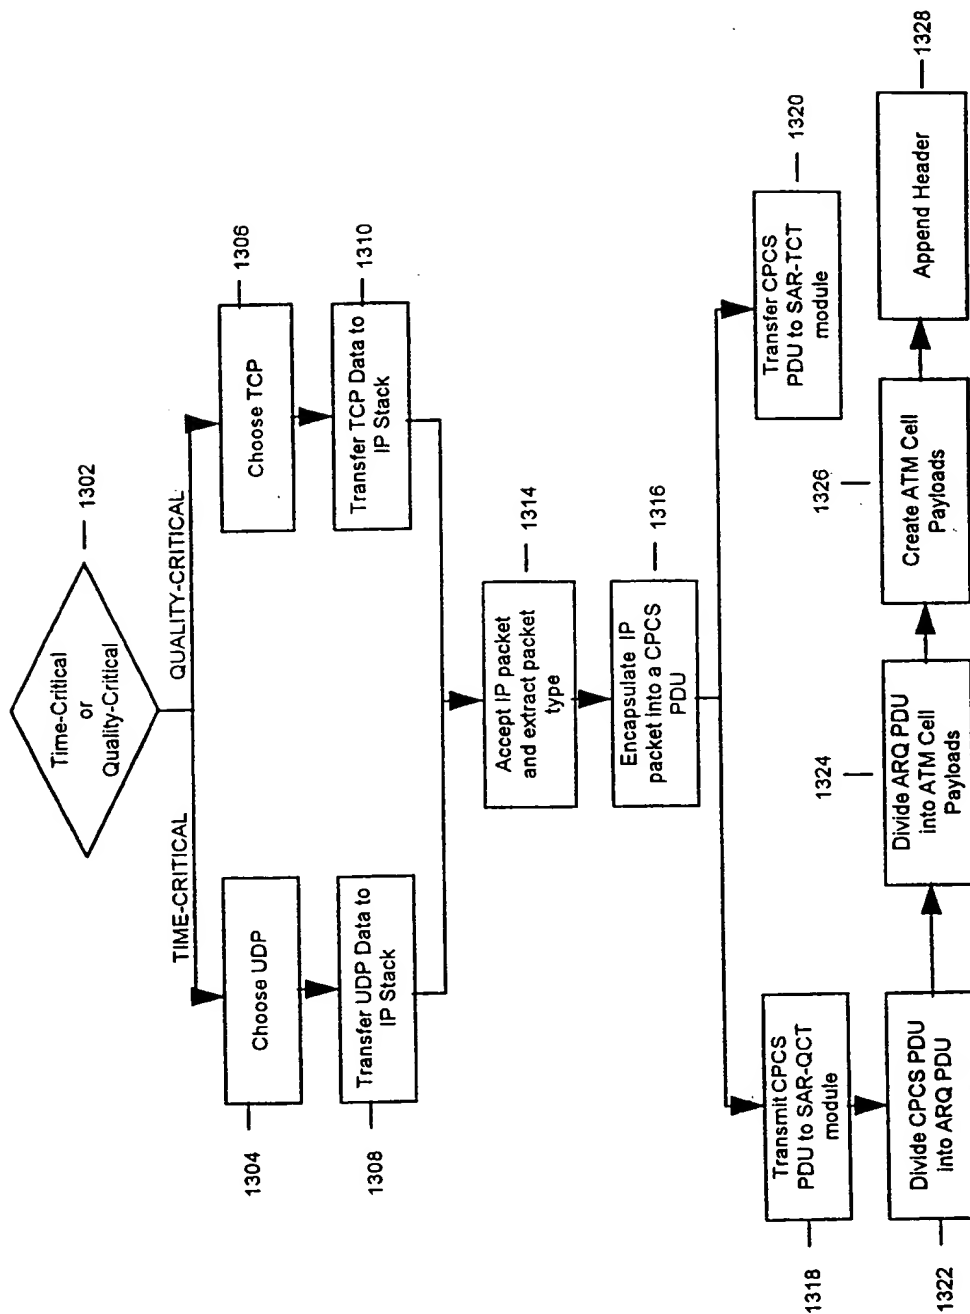 Time-Critical
or
Quality-Critical
1302
TIME-CRITICAL
QUALITY-CRITICAL
1304
Choose UDP
Choose TCP
1306
1308
Transfer UDP Data to
IP Stack
Transfer TCP Data to
IP Stack
1310
Accept IP packet
and extract packet
type
1314
Encapsulate IP
packet into a CPCS
PDU
1316
1318
Transmit CPCS
PDU to SAR-QCT
module
Transfer CPCS
PDU to SAR-TCT
module
1320
1322
Divide CPCS PDU
into ARQ PDU
1324
Divide ARQ PDU
into ATM Cell
Payloads
1326
Create ATM Cell
Payloads
Append Header
1328